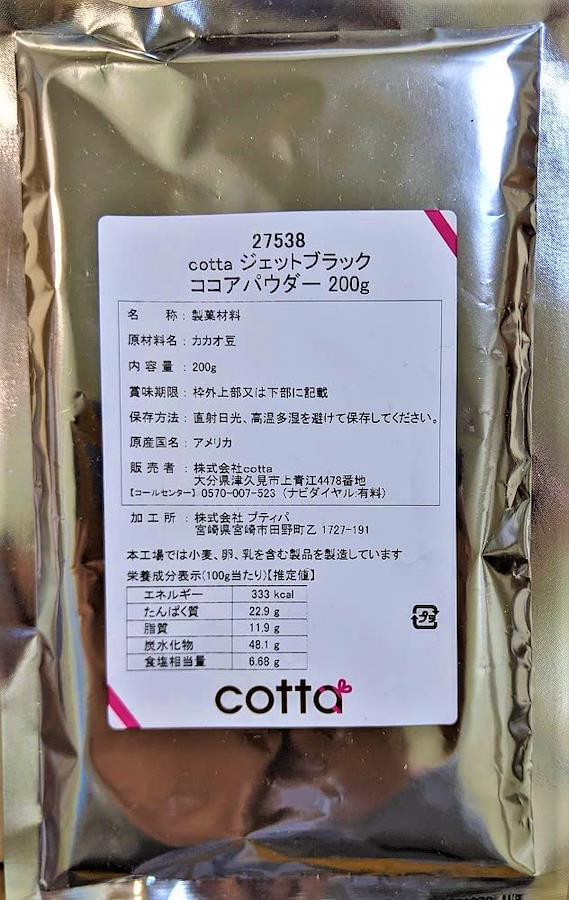 27538
cotta ジェットブラック
ココアパウダー 200g
名 称：製菓材料
原材料名：カカオ豆
内容量：200g
賞味期限：枠外上部又は下部に記載
保存方法：直射日光、高温多湿を避けて保存してください。
原産国名：アメリカ
販売者：株式会社cotta
大分県津久見市上青江4478番地
【コールセンター】0570-007-523（ナビダイヤル:有料）
加工所：株式会社 プティパ
宮崎県宮崎市田野町乙 1727-191
本工場では小麦、卵、乳を含む製品を製造しています
栄養成分表示(100g当たり)【推定値】
エネルギー 333 kcal
たんぱく質 22.9 g
脂質 11.9 g
炭水化物 48.1 g
食塩相当量 6.68 g
プラ
cotta